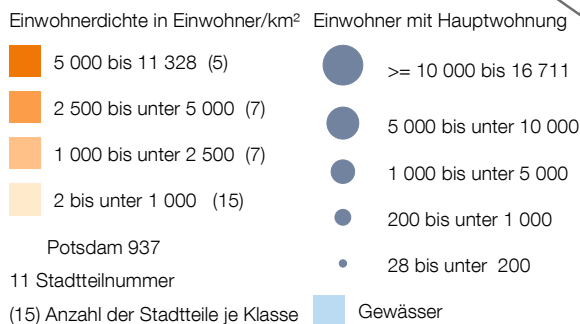 Einwohnerdichte in Einwohner/km²
5 000 bis 11 328 (5)
2 500 bis unter 5 000 (7)
1 000 bis unter 2 500 (7)
2 bis unter 1 000 (15)
Potsdam 937
11 Stadtteilnummer
(15) Anzahl der Stadtteile je Klasse
Einwohner mit Hauptwohnung
>= 10 000 bis 16 711
5 000 bis unter 10 000
1 000 bis unter 5 000
200 bis unter 1 000
28 bis unter 200
Gewässer